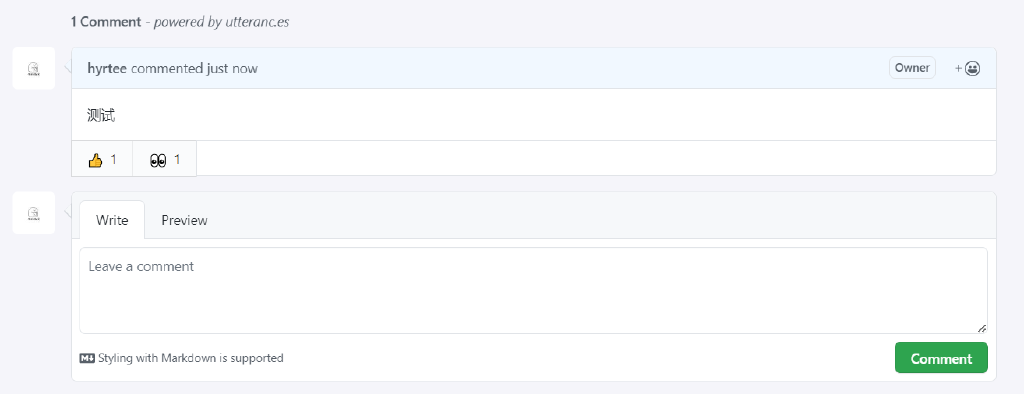 1 Comment - powered by utteranc.es
hyrtee commented just now
Owner
+
测试
1
1
Write
Preview
Leave a comment
M↓ Styling with Markdown is supported
Comment